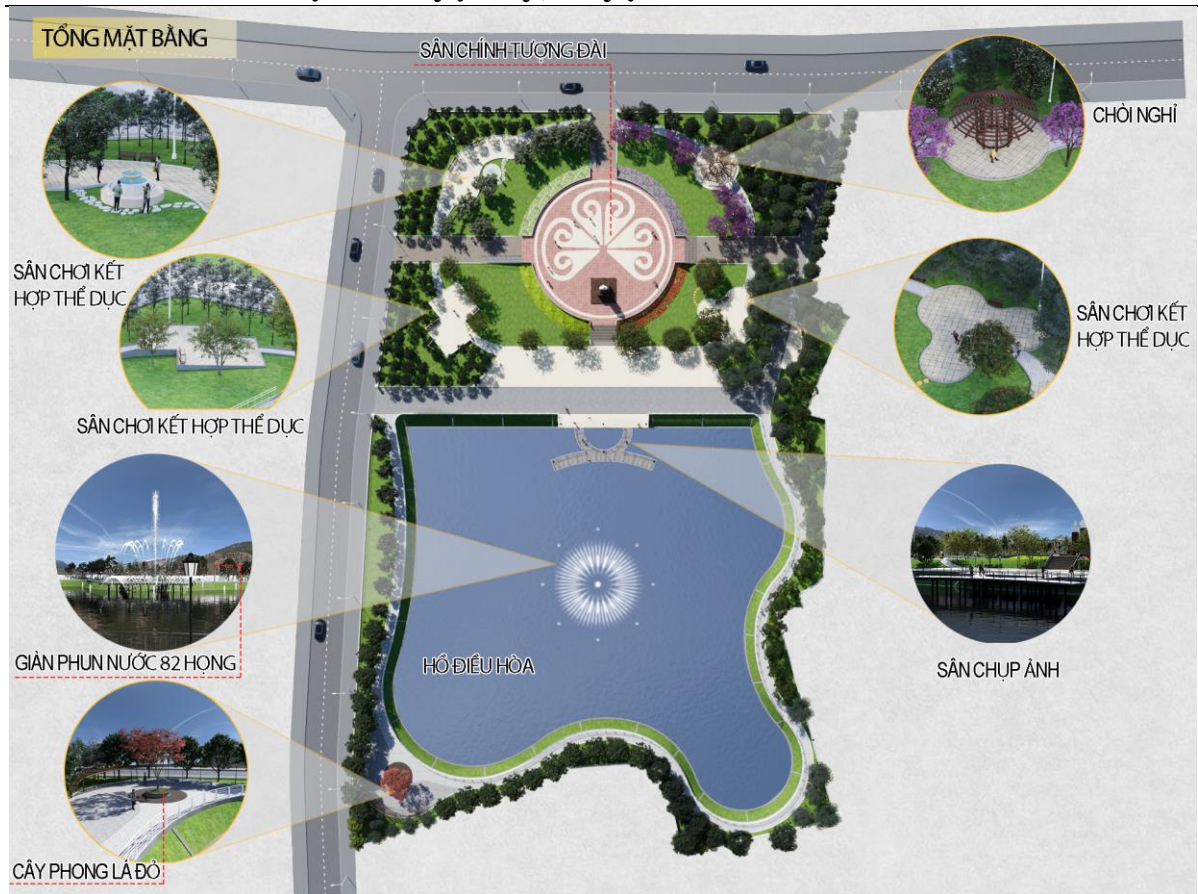 TỔNG MẶT BẰNG
SÂN CHÍNH TƯỢNG ĐÀI
CHÒI NGHỈ
SÂN CHƠI KẾT
HỢP THỂ DỤC
SÂN CHƠI KẾT
HỢP THỂ DỤC
SÂN CHƠI KẾT HỢP THỂ DỤC
GIÀN PHUN NƯỚC 82 HỌNG
HỒ ĐIỀU HÒA
SÂN CHỤP ẢNH
CÂY PHONG LÁ ĐỎ